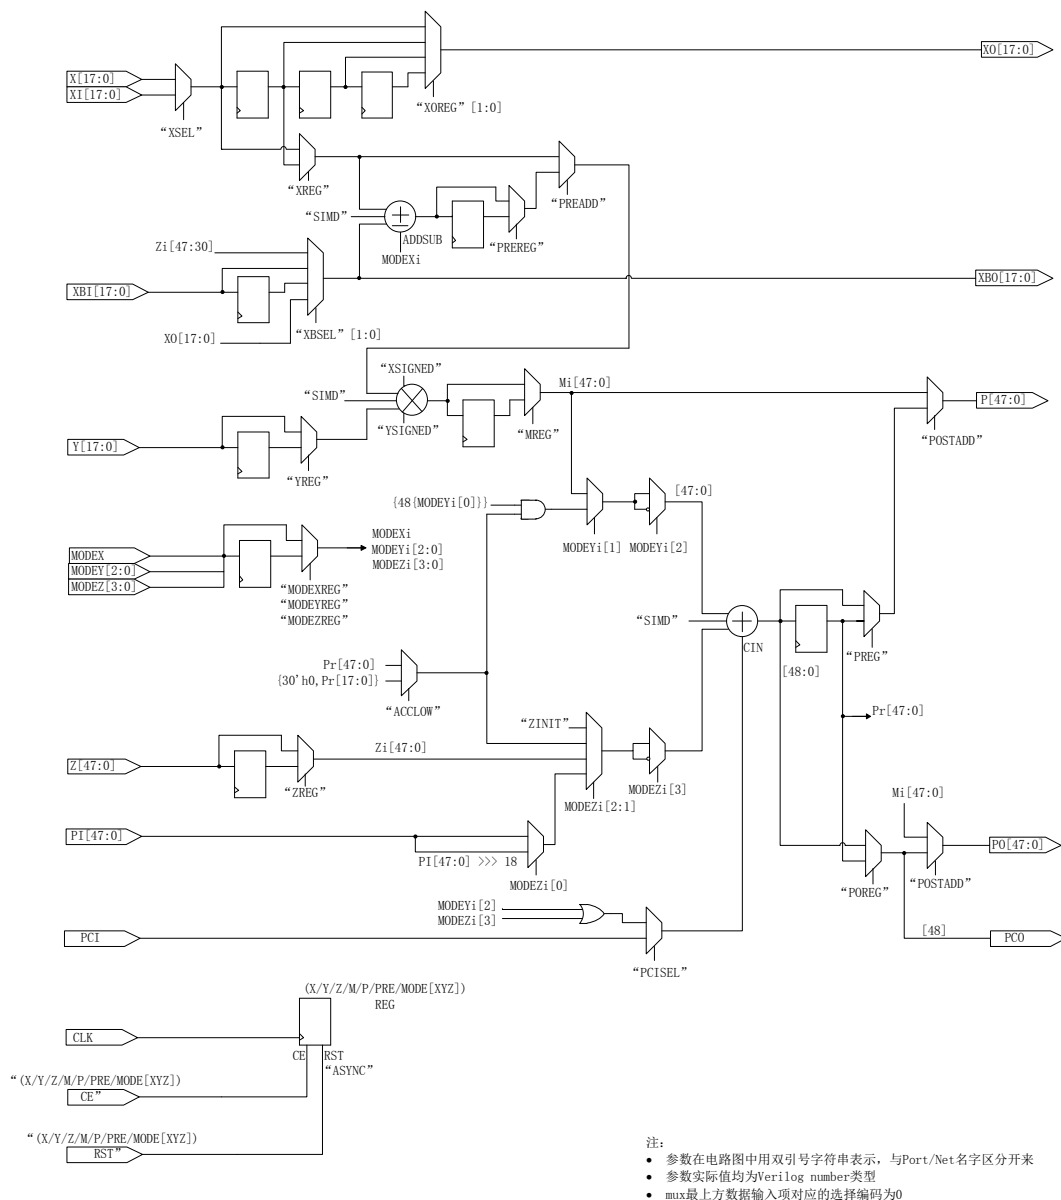 XO[17:0]
X[17:0]
XI[17:0]
“XOREG” [1:0]
“XSEL”
“XREG”
“PREADD”
“SIMD”
ADDSUB
“PREREG”
MODEXi
Zi[47:30]
XBI[17:0]
XBO[17:0]
XO[17:0]
“XBSEL” [1:0]
“XSIGNED”
Mi[47:0]
“SIMD”
P[47:0]
“YSIGNED”
“MREG”
“POSTADD”
Y[17:0]
“YREG”
[47:0]
{48{MODEYi[0]}}
MODEXi
MODEYi[2:0]
MODEZi[3:0]
MODEYi[1]
MODEYi[2]
MODEX
MODEY[2:0]
MODEZ[3:0]
“MODEXREG”
“MODEYREG”
“MODEZREG”
“SIMD”
CIN
“PREG”
Pr[47:0]
{30'h0,Pr[17:0]}
[48:0]
“ACCLOW”
“ZINIT”
Pr[47:0]
Zi[47:0]
Z[47:0]
“ZREG”
MODEZi[3]
MODEZi[2:1]
Mi[47:0]
PI[47:0]
PI[47:0] >>> 18
PO[47:0]
MODEZi[0]
“POREG”
“POSTADD”
MODEYi[2]
MODEZi[3]
PCI
[48]
PCO
“PCISEL”
(X/Y/Z/M/P/PRE/MODE[XYZ])
REG
CLK
CE
RST
“ASYNC”
“(X/Y/Z/M/P/PRE/MODE[XYZ])
CE”
“(X/Y/Z/M/P/PRE/MODE[XYZ])
RST”
注：
• 参数在电路图中用双引号字符串表示，与Port/Net名字区分开来
• 参数实际值均为Verilog number类型
• mux最上方数据输入项对应的选择编码为0